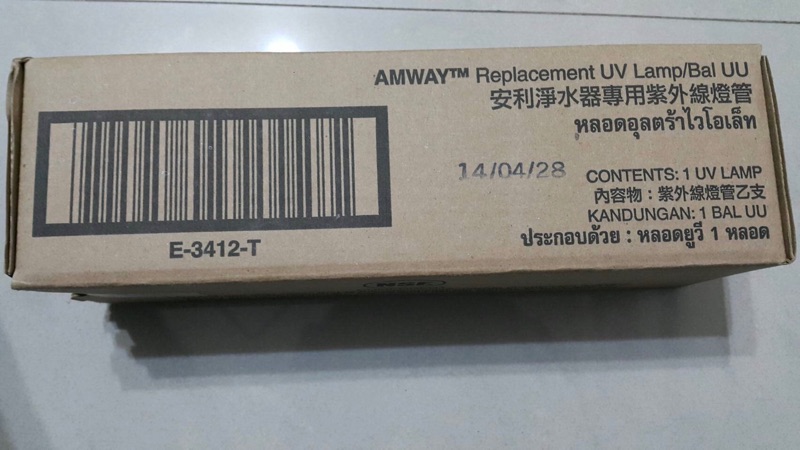 AMWAY™ Replacement UV Lamp/Bal UU
安利淨水器專用紫外線燈管
หลอดอุลตร้าไวโอเล็ท
14/04/28
CONTENTS: 1 UV LAMP
內容物：紫外線燈管乙支
KANDUNGAN: 1 BAL UU
ประกอบด้วย : หลอดยูวี 1 หลอด
E-3412-T
NSF